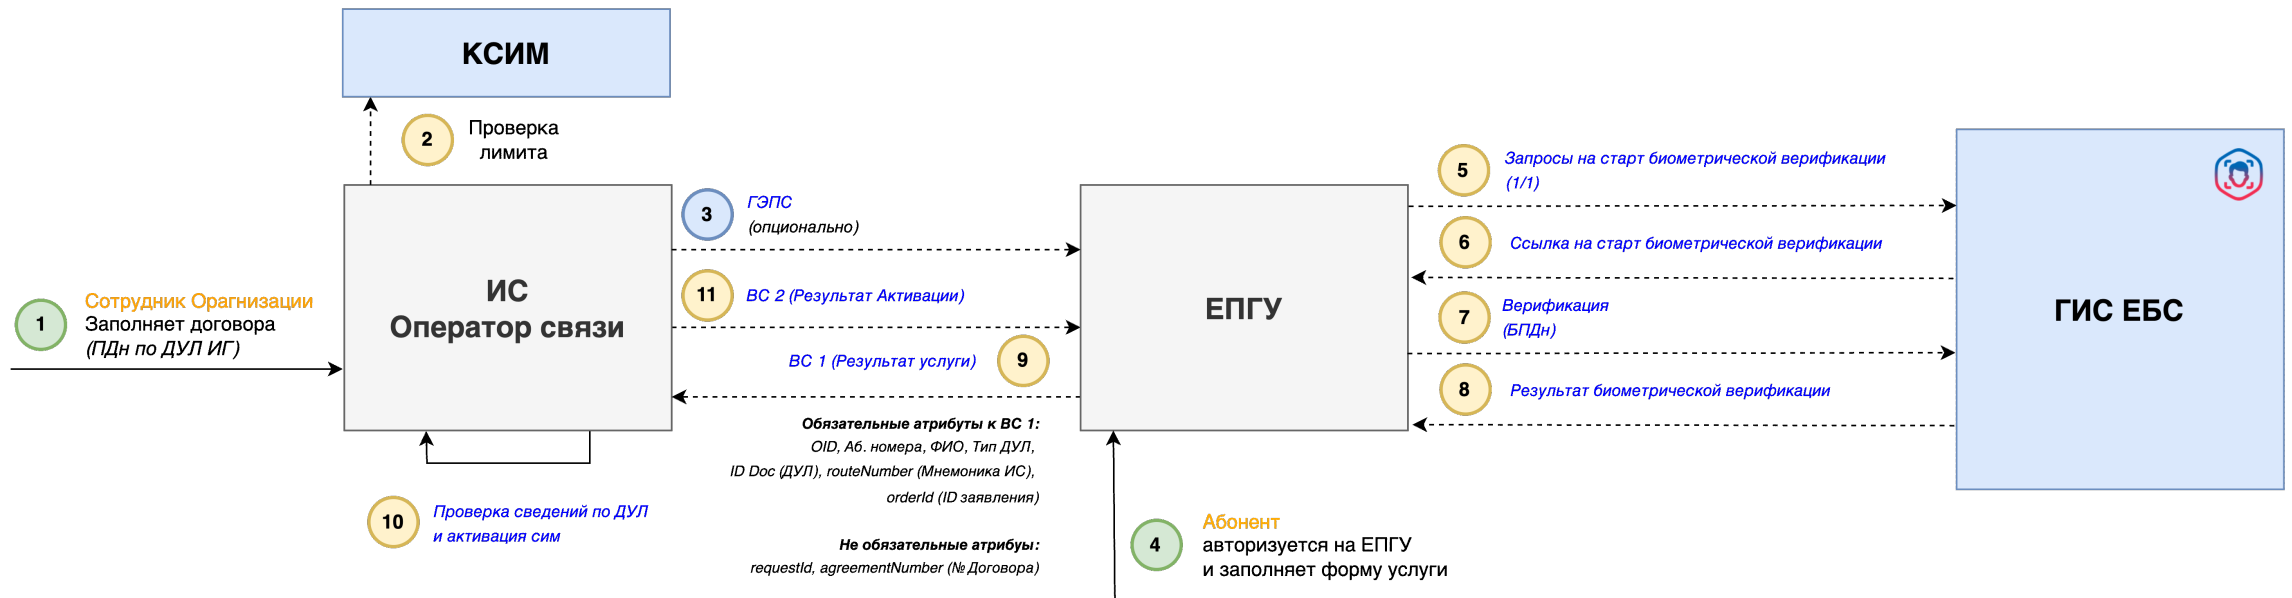 КСИМ
2
Проверка
лимита
1
Сотрудник Орагнизации
Заполняет договора
(ПДн по ДУЛ ИГ)
ИС
Оператор связи
3
ГЭПС
(опционально)
11
ВС 2 (Результат Активации)
ВС 1 (Результат услуги)
9
Обязательные атрибуты к ВС 1:
OID, Аб. номера, ФИО, Тип ДУЛ,
ID Doc (ДУЛ), routeNumber (Мнемоника ИС),
orderId (ID заявления)
Не обязательные атрибуы:
requestId, agreementNumber (№ Договора)
10
Проверка сведений по ДУЛ
и активация сим
ЕПГУ
4
Абонент
авторизуется на ЕПГУ
и заполняет форму услуги
5
Запросы на старт биометрической верификации
(1/1)
6
Ссылка на старт биометрической верификации
7
Верификация
(БПДн)
8
Результат биометрической верификации
ГИС ЕБС